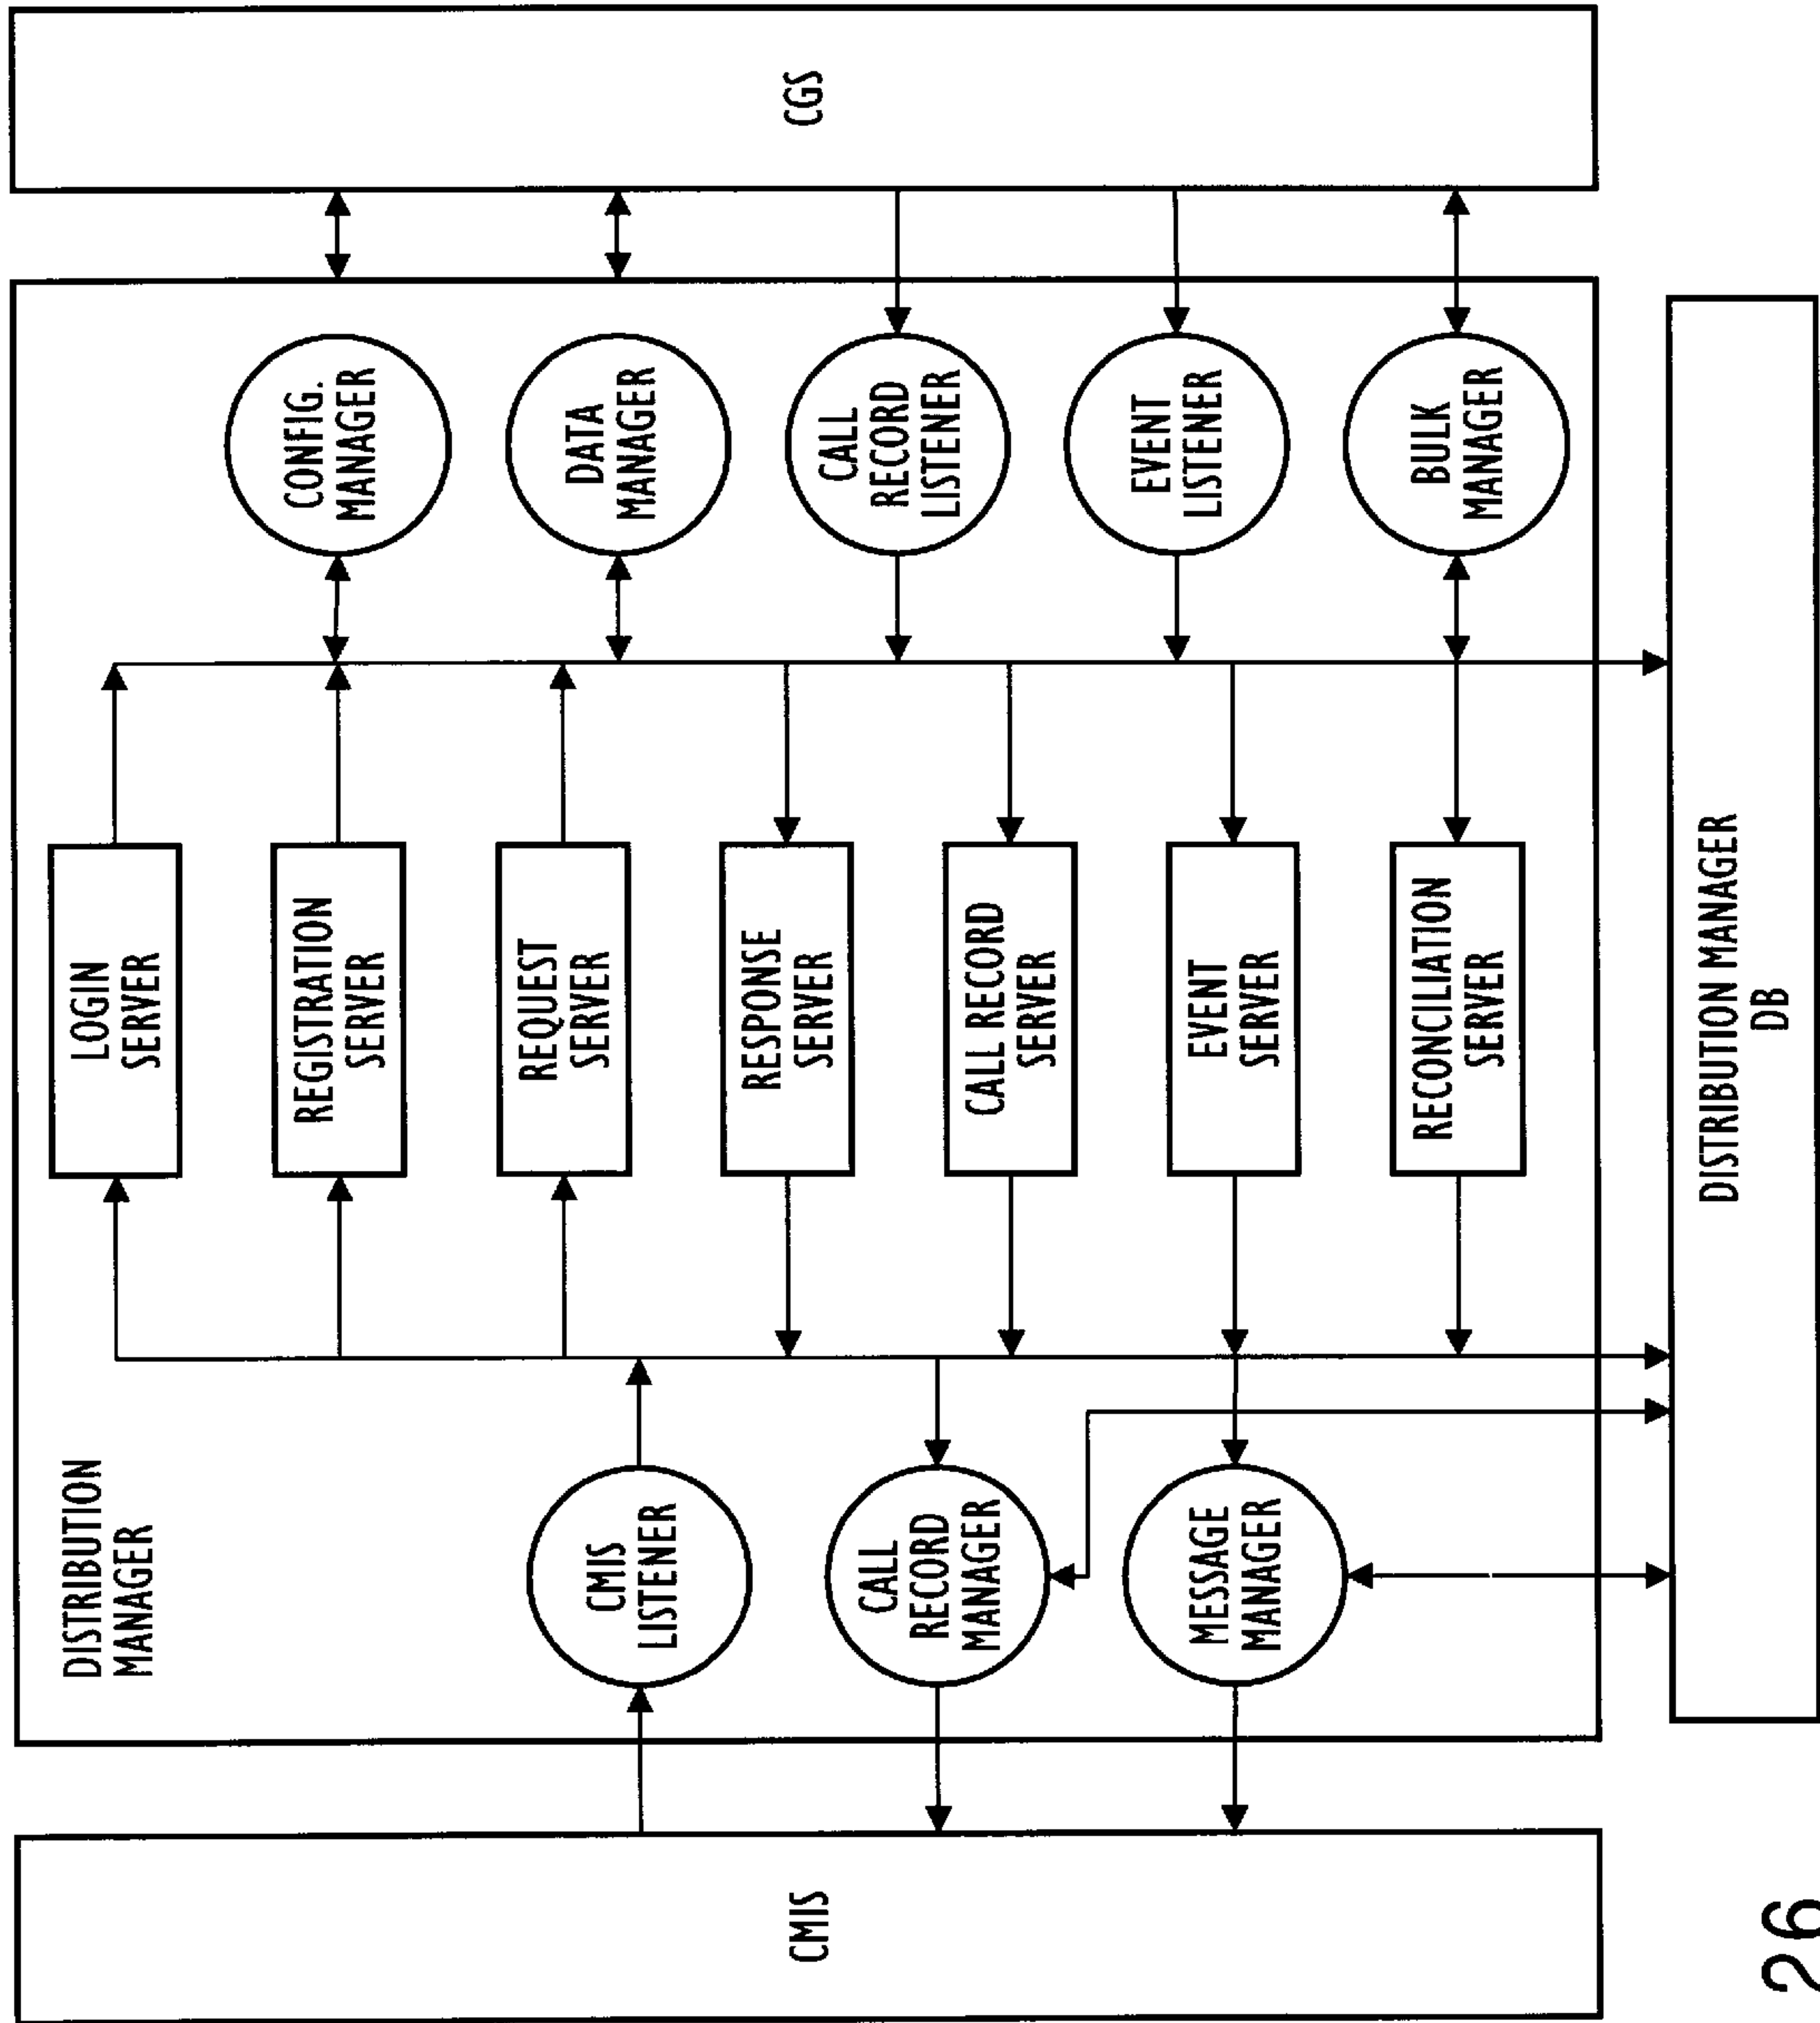 CMIS
DISTRIBUTION
MANAGER
CMIS
LISTENER
CALL
RECORD
MANAGER
MESSAGE
MANAGER
LOGIN
SERVER
REGISTRATION
SERVER
REQUEST
SERVER
RESPONSE
SERVER
CALL RECORD
SERVER
EVENT
SERVER
RECONCILIATION
SERVER
CONFIG.
MANAGER
DATA
MANAGER
CALL
RECORD
LISTENER
EVENT
LISTENER
BULK
MANAGER
CGS
DISTRIBUTION MANAGER
DB
26